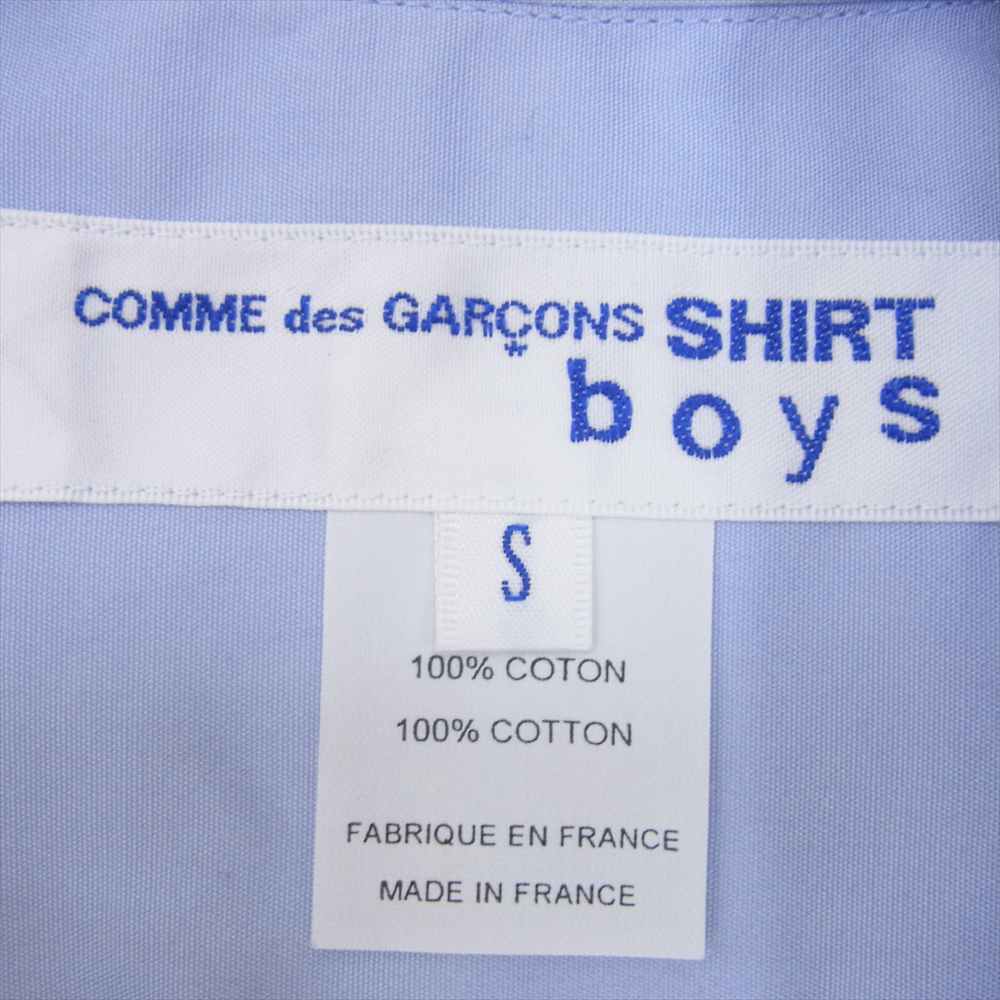 COMME des GARÇONS SHIRT
boys
S
100% COTON
100% COTTON
FABRIQUE EN FRANCE
MADE IN FRANCE